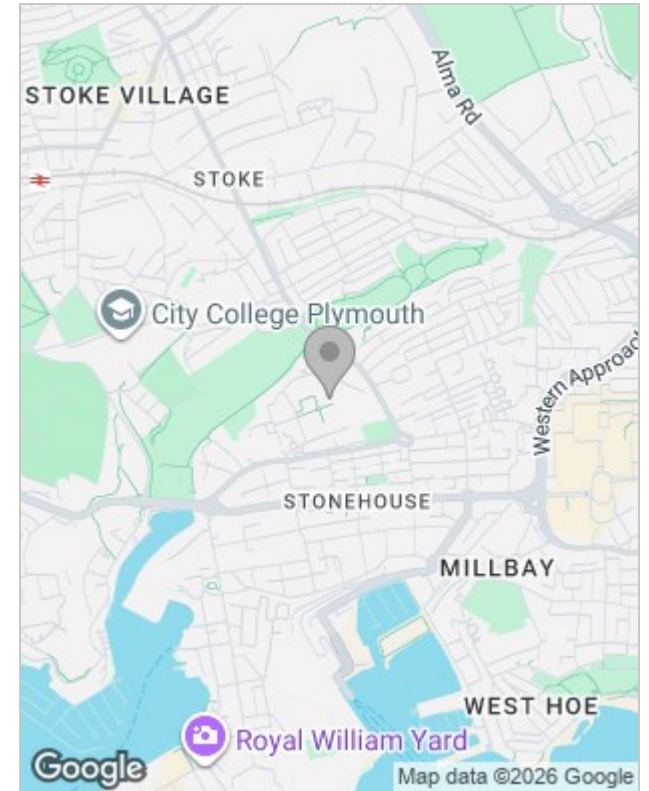 Alma Rd
STOKE VILLAGE
STOKE
City College Plymouth
Western Approac
STONEHOUSE
MILLBAY
WEST HOE
Royal William Yard
Google
Map data ©2026 Google